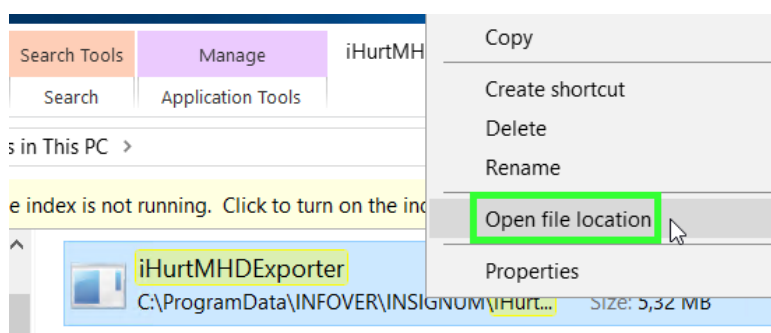 Search Tools
Manage
iHurtMH
Search
Application Tools
s in This PC >
e index is not running. Click to turn on the ind
iHurtMHDExporter
C:\ProgramData\INFOVER\INSIGNUM\iHurt... Size: 5,32 MB
Copy
Create shortcut
Delete
Rename
Open file location
Properties